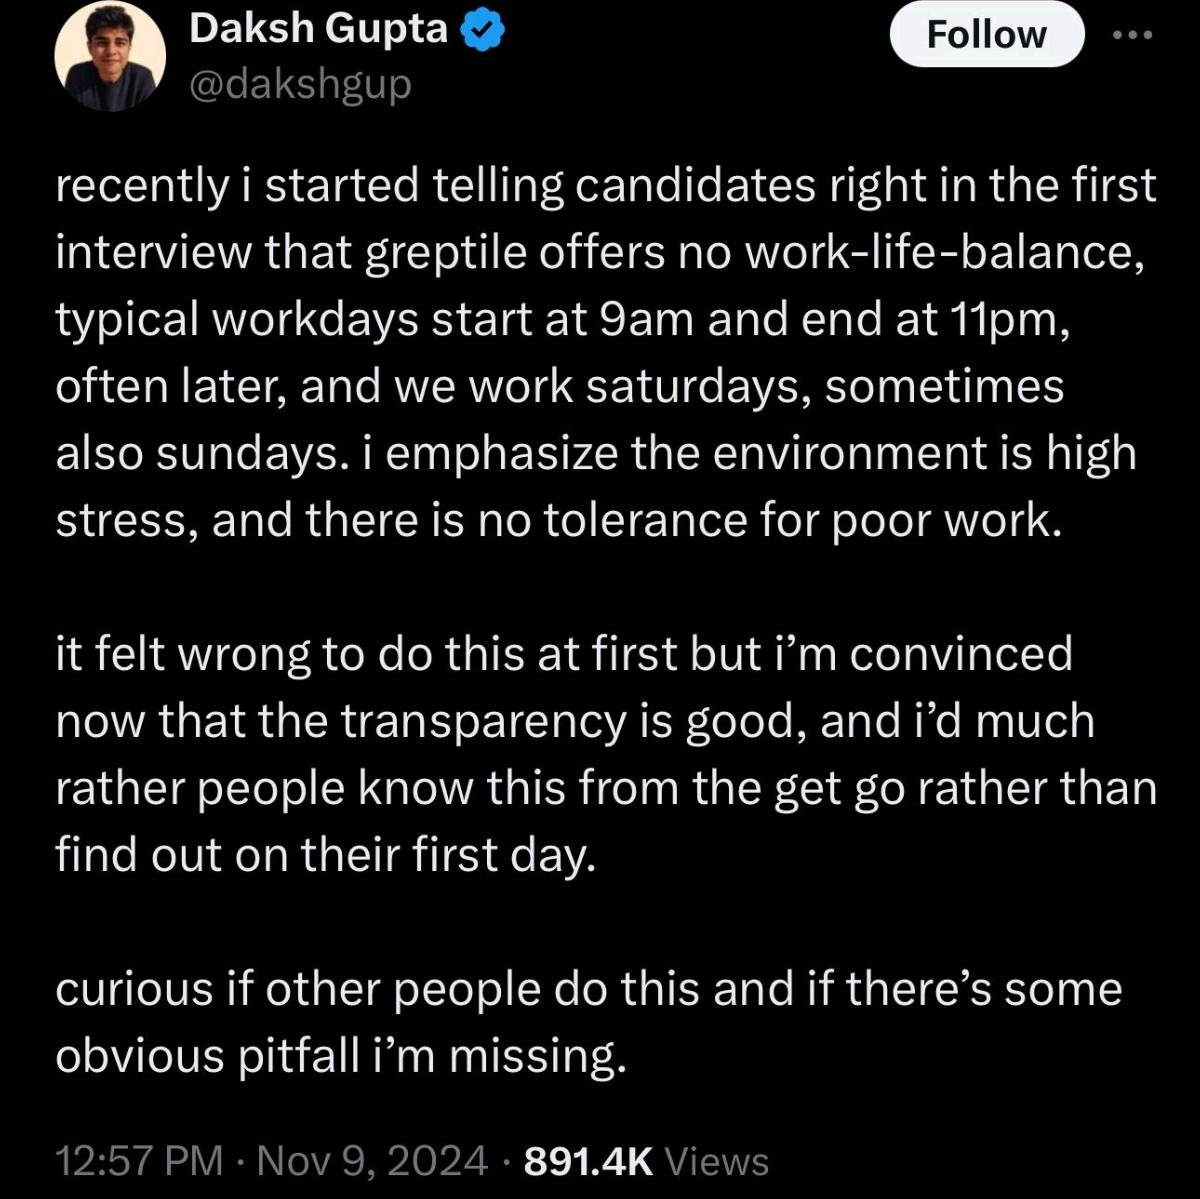 Daksh Gupta
Follow
@dakshgup
recently i started telling candidates right in the first
interview that greptile offers no work-life-balance,
typical workdays start at 9am and end at 11pm,
often later, and we work saturdays, sometimes
also sundays. i emphasize the environment is high
stress, and there is no tolerance for poor work.
it felt wrong to do this at first but i’m convinced
now that the transparency is good, and i’d much
rather people know this from the get go rather than
find out on their first day.
curious if other people do this and if there’s some
obvious pitfall i’m missing.
12:57 PM · Nov 9, 2024 · 891.4K Views